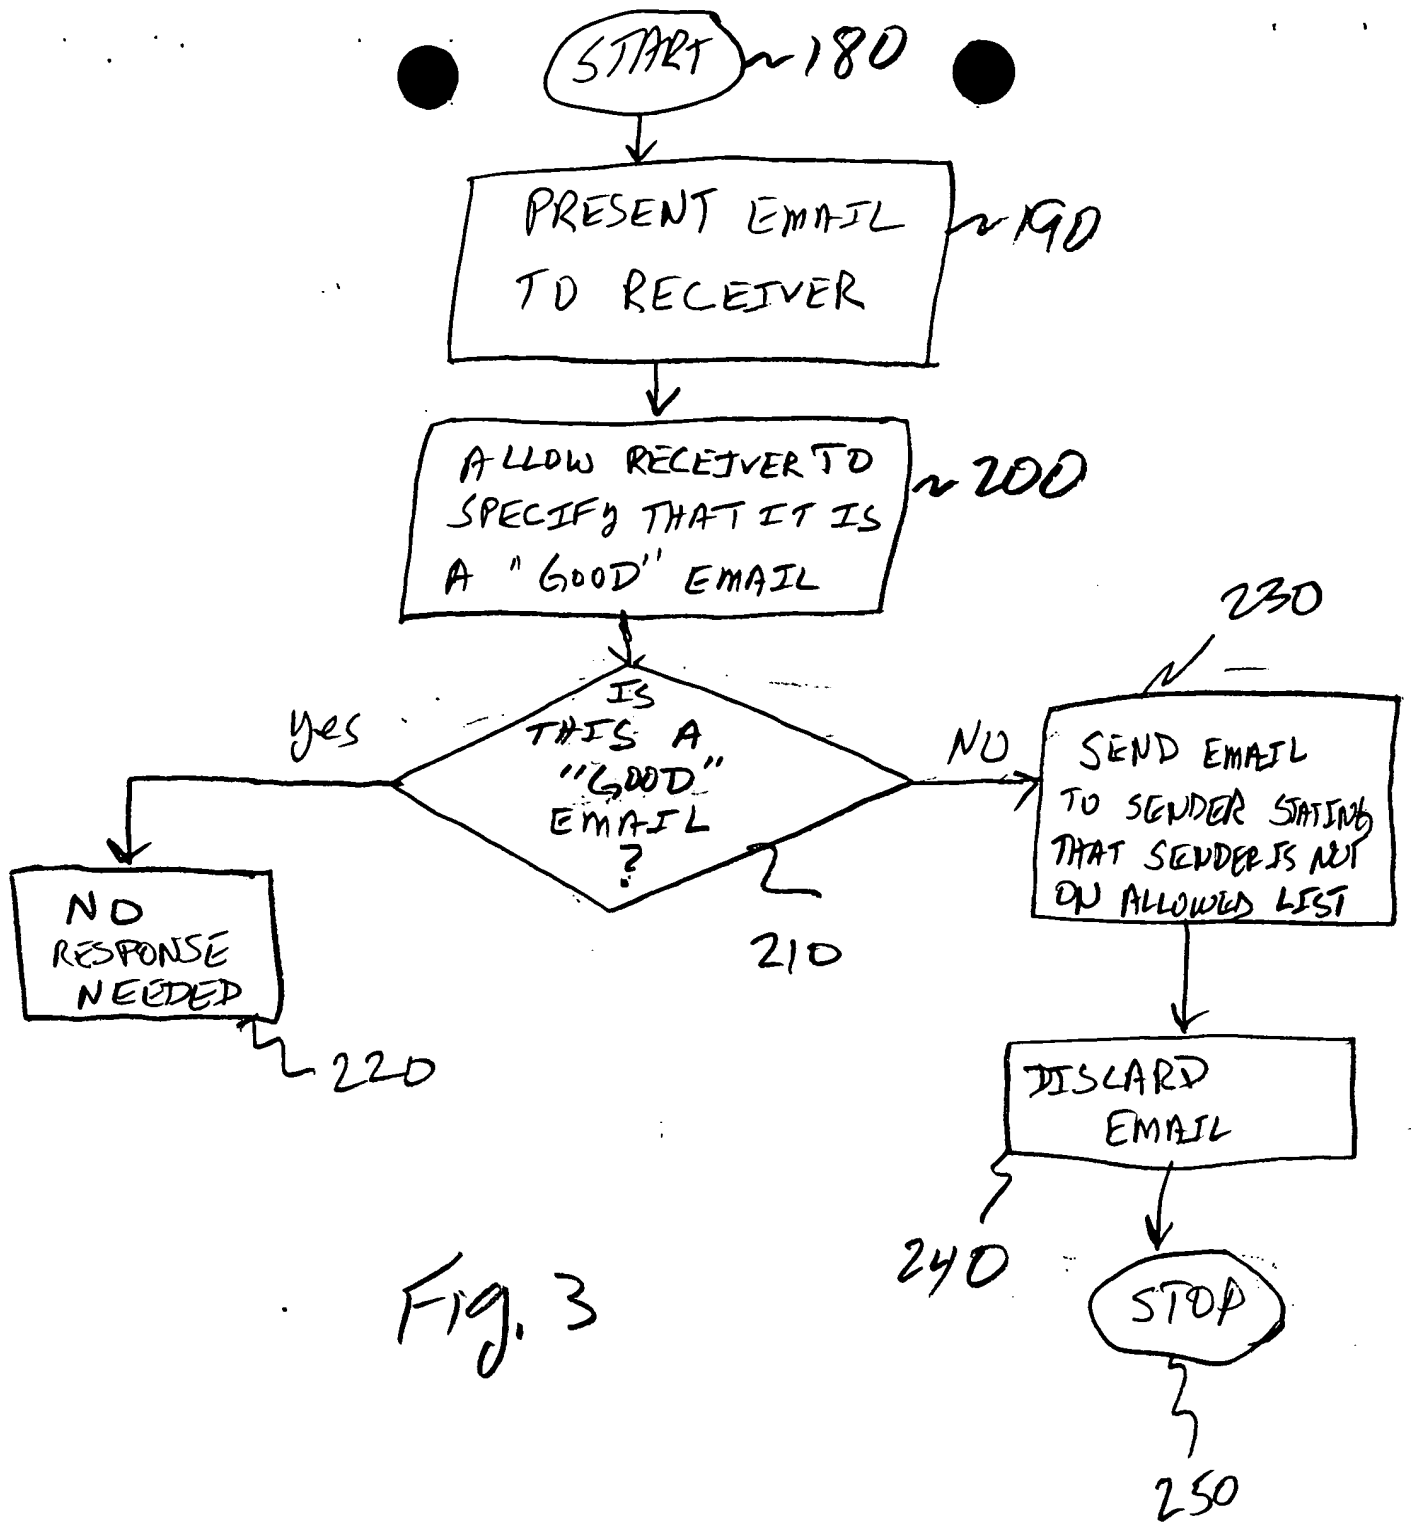 START
180
PRESENT EMAIL
TO RECEIVER
190
ALLOW RECEIVER TO
SPECIFY THAT IT IS
A "GOOD" EMAIL
200
IS
THIS A
"GOOD"
EMAIL
?
210
yes
NO
RESPONSE
NEEDED
220
NO
230
SEND EMAIL
TO SENDER STATING
THAT SENDER IS NOT
ON ALLOWED LIST
DISCARD
EMAIL
240
STOP
250
Fig. 3